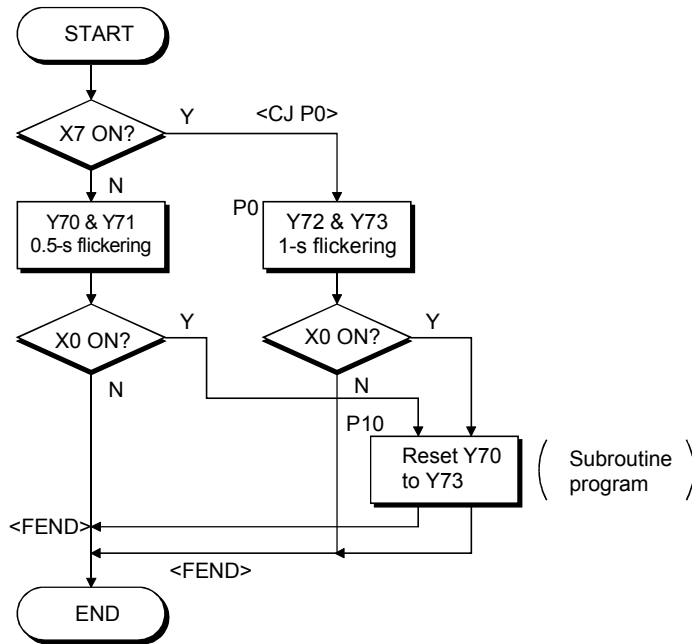 START
X7 ON?
Y
<CJ P0>
N
Y70 & Y71
0.5-s flickering
P0
Y72 & Y73
1-s flickering
X0 ON?
Y
N
X0 ON?
Y
N
P10
Reset Y70
to Y73
Subroutine
program
<FEND>
<FEND>
END